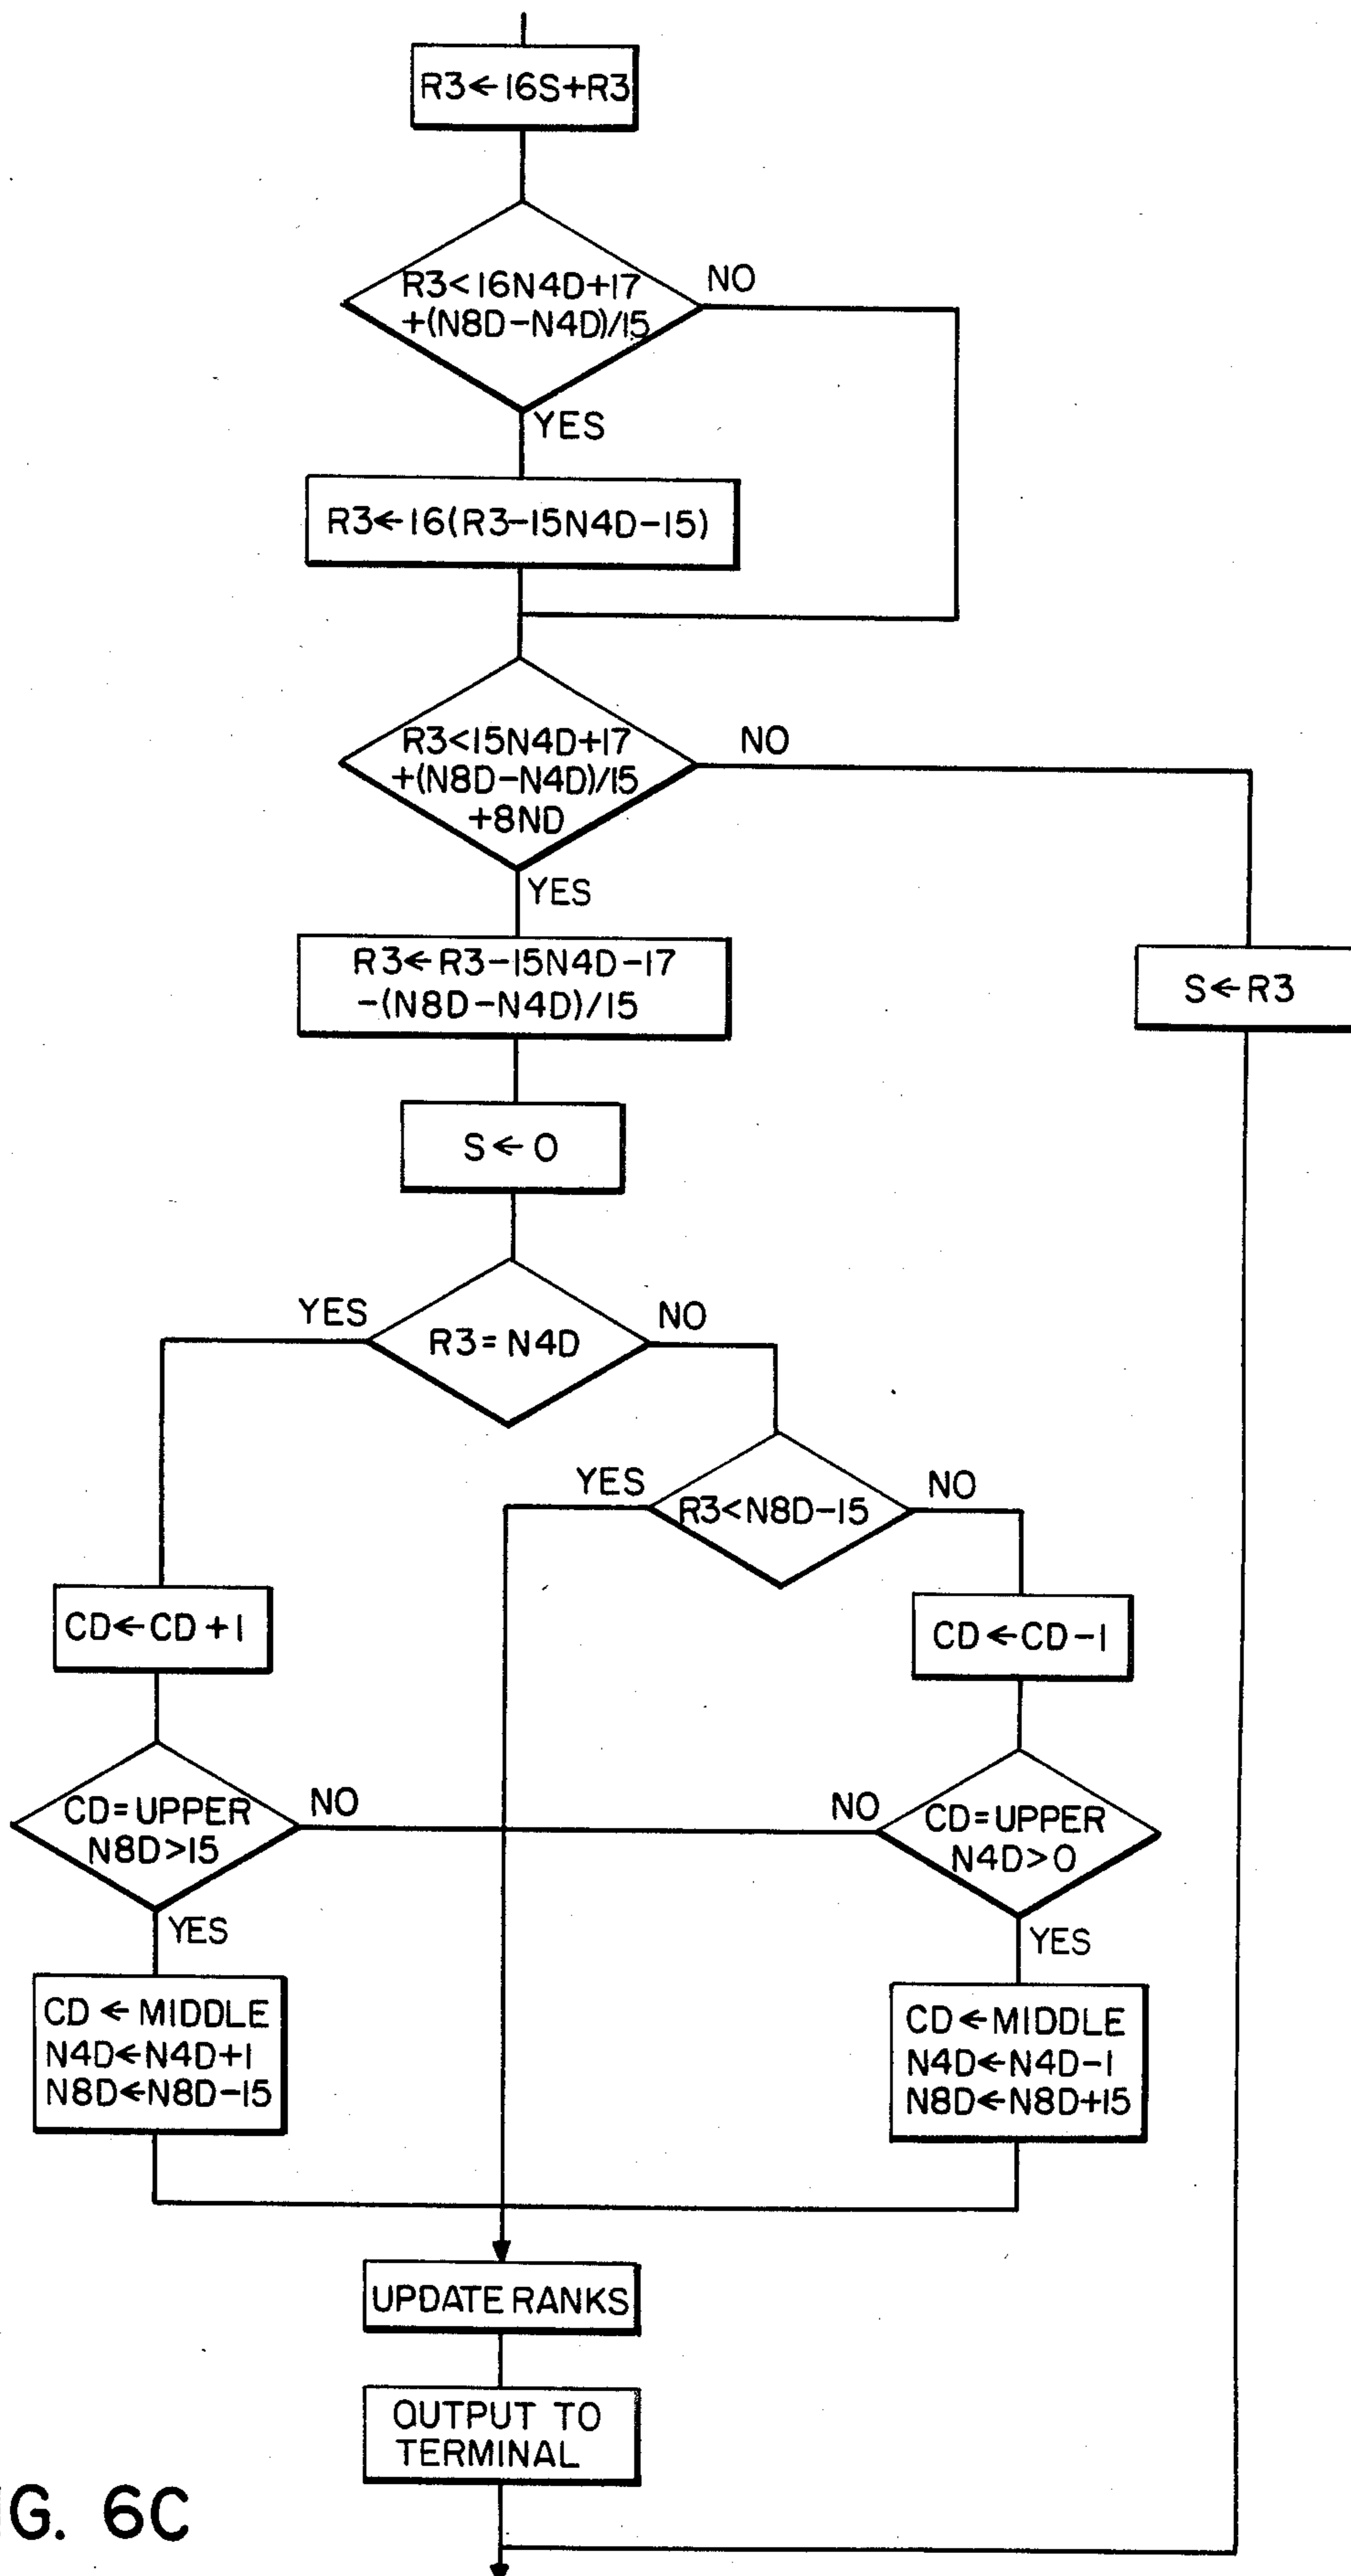 R3←16S+R3
R3<16N4D+17
+(N8D-N4D)/15
NO
YES
R3←16(R3-15N4D-15)
R3<15N4D+17
+(N8D-N4D)/15
+8ND
NO
YES
R3←R3-15N4D-17
-(N8D-N4D)/15
S←R3
S←0
YES
R3=N4D
NO
YES
R3<N8D-15
NO
CD←CD+1
CD←CD-1
CD=UPPER
N8D>15
NO
NO
CD=UPPER
N4D>0
YES
YES
CD←MIDDLE
N4D←N4D+1
N8D←N8D-15
CD←MIDDLE
N4D←N4D-1
N8D←N8D+15
UPDATE RANKS
OUTPUT TO
TERMINAL
G. 6C